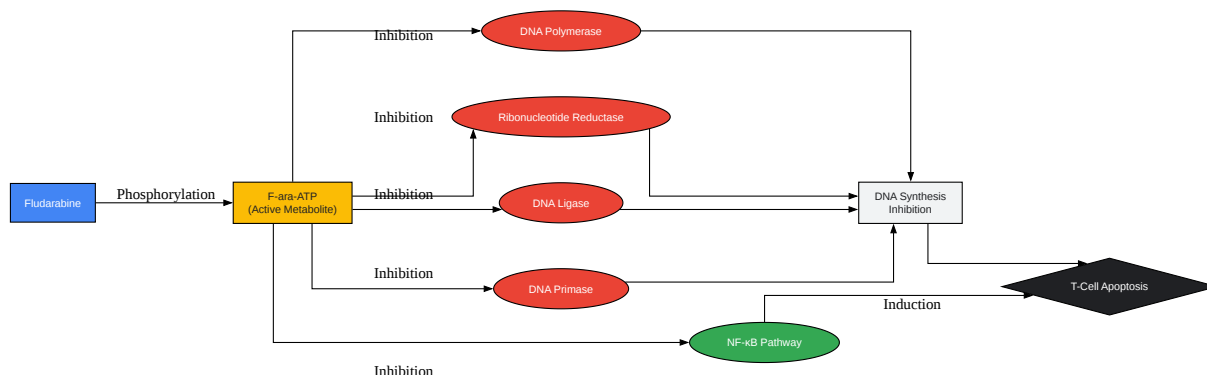 DNA Polymerase
Inhibition
Ribonucleotide Reductase
Inhibition
Fludarabine
Phosphorylation
F-ara-ATP
(Active Metabolite)
Inhibition
DNA Ligase
DNA Synthesis
Inhibition
Inhibition
DNA Primase
T-Cell Apoptosis
Induction
NF-κB Pathway
Inhibition